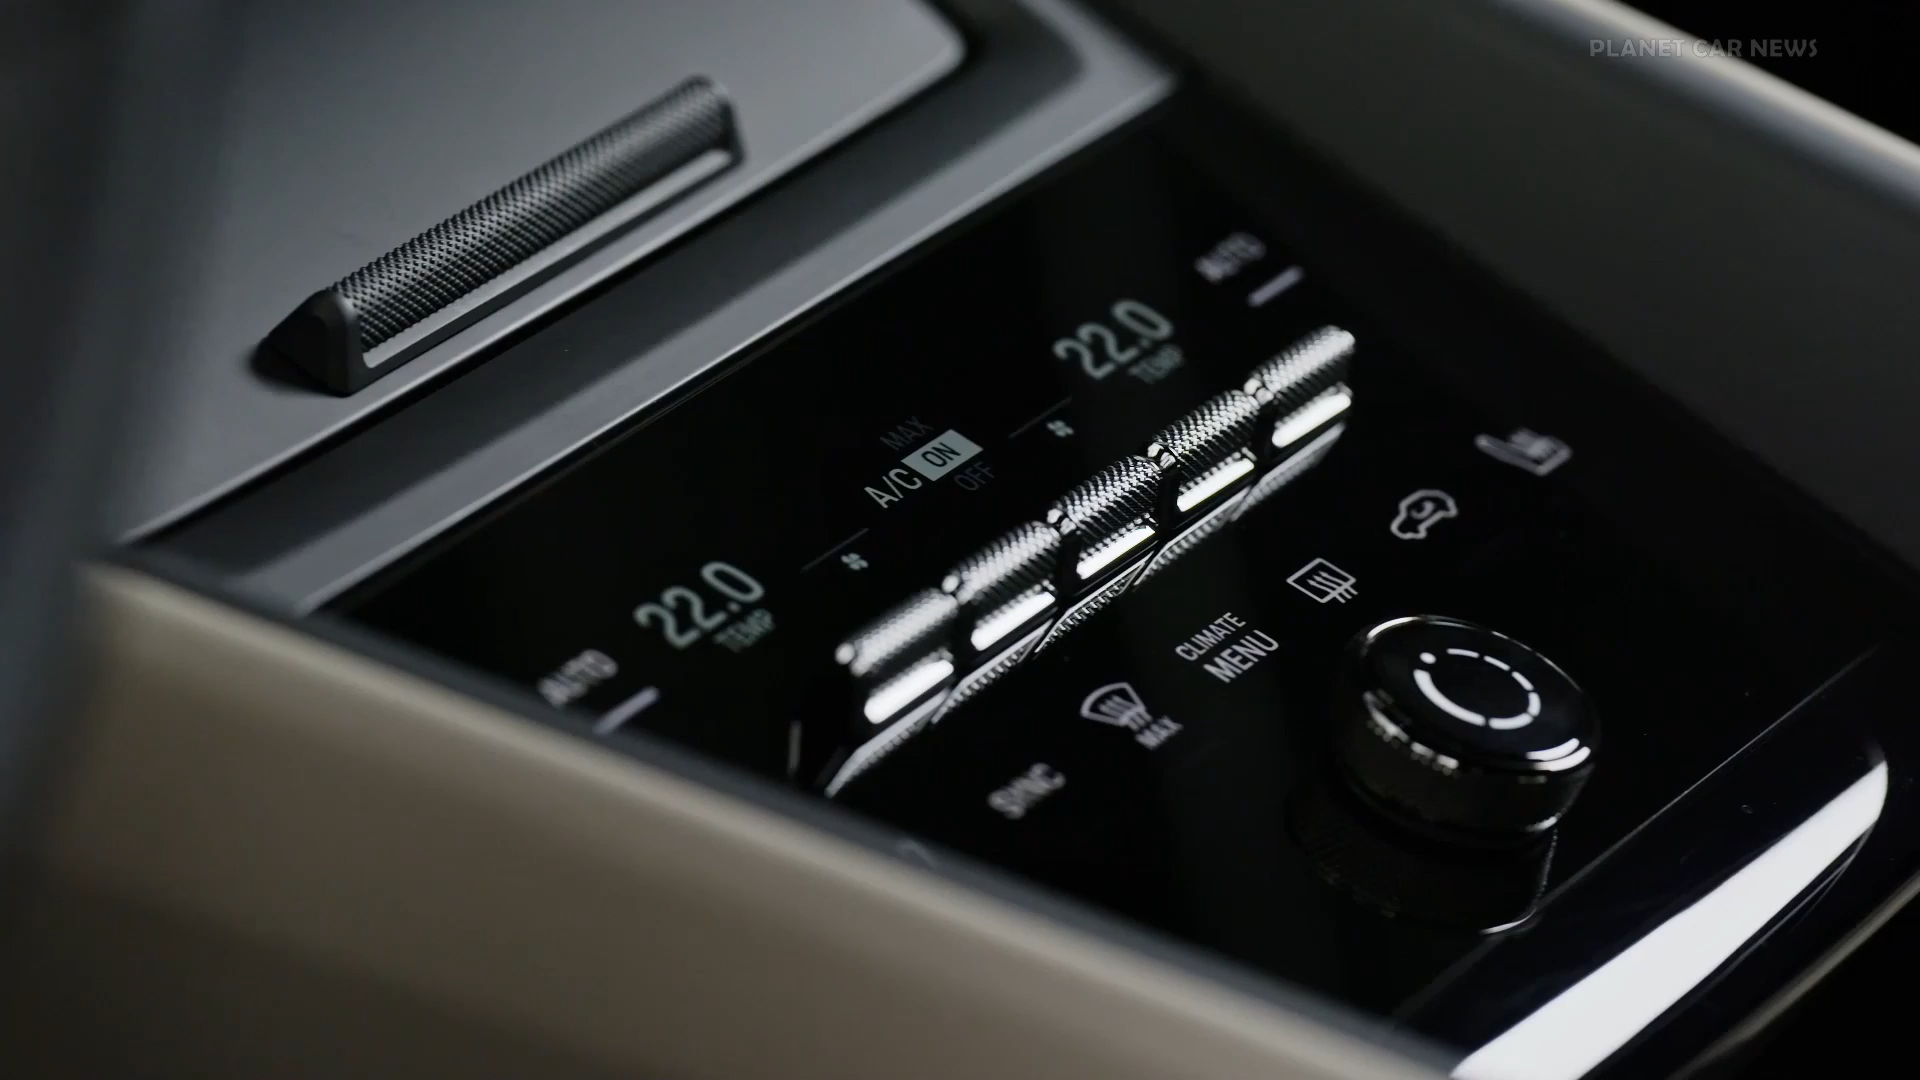 PLANET CAR NEWS
AUTO
22.0
TEMP
MAX
A/C ON
OFF
22.0
TEMP
AUTO
CLIMATE
MENU
MAX
SYNC